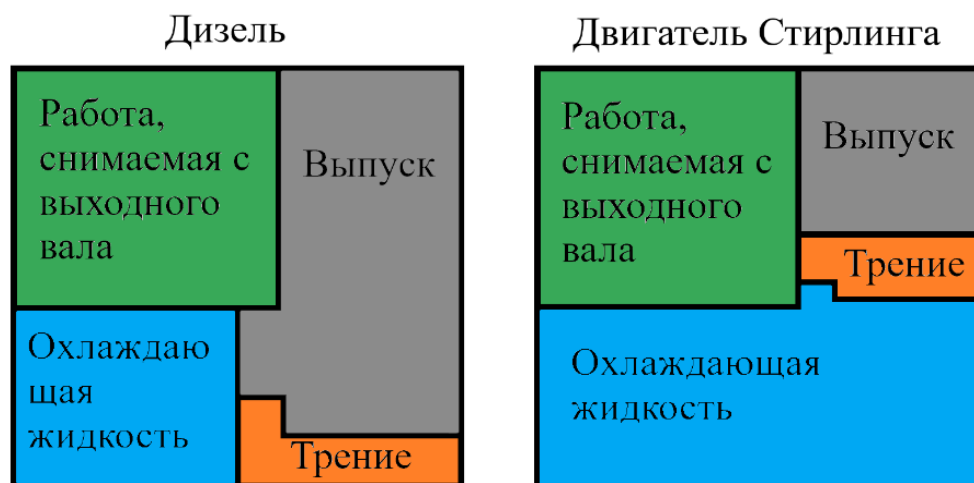 Дизель
Работа,
снимаемая с
выходного
вала
Выпуск
Охлаждаю
щая
жидкость
Трение
Двигатель Стирлинга
Работа,
снимаемая с
выходного
вала
Выпуск
Трение
Охлаждающая
жидкость